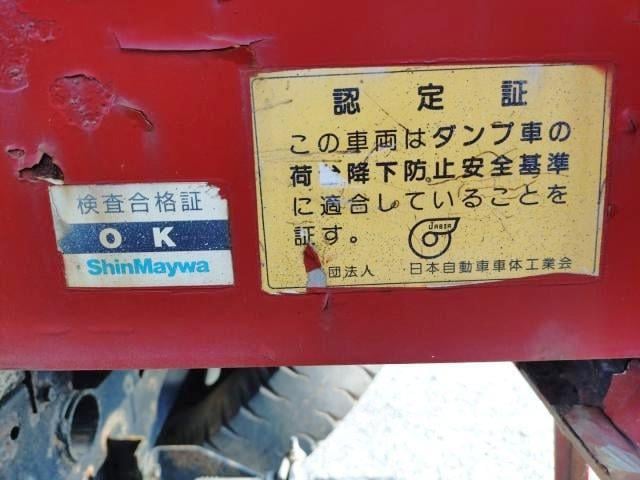 検査合格証
OK
ShinMaywa
認定証
この車両はダンプ車の
荷降下防止安全基準
に適合していることを
証す。
JABIA
団法人 日本自動車車体工業会